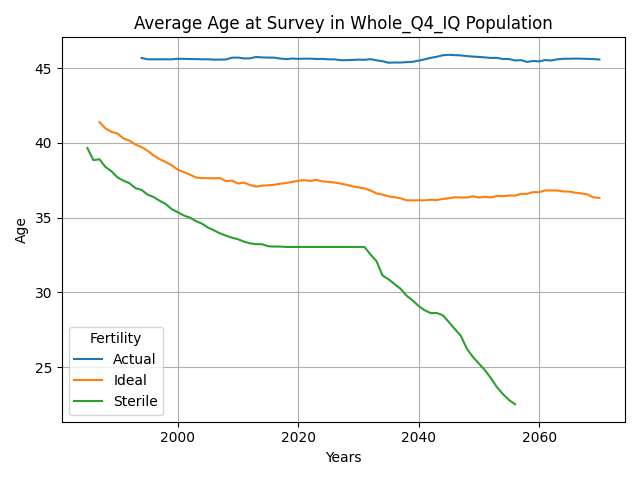 Average Age at Survey in Whole_Q4_IQ Population
Age
45
40
35
30
25
Fertility
Actual
Ideal
Sterile
2000
2020
2040
2060
Years